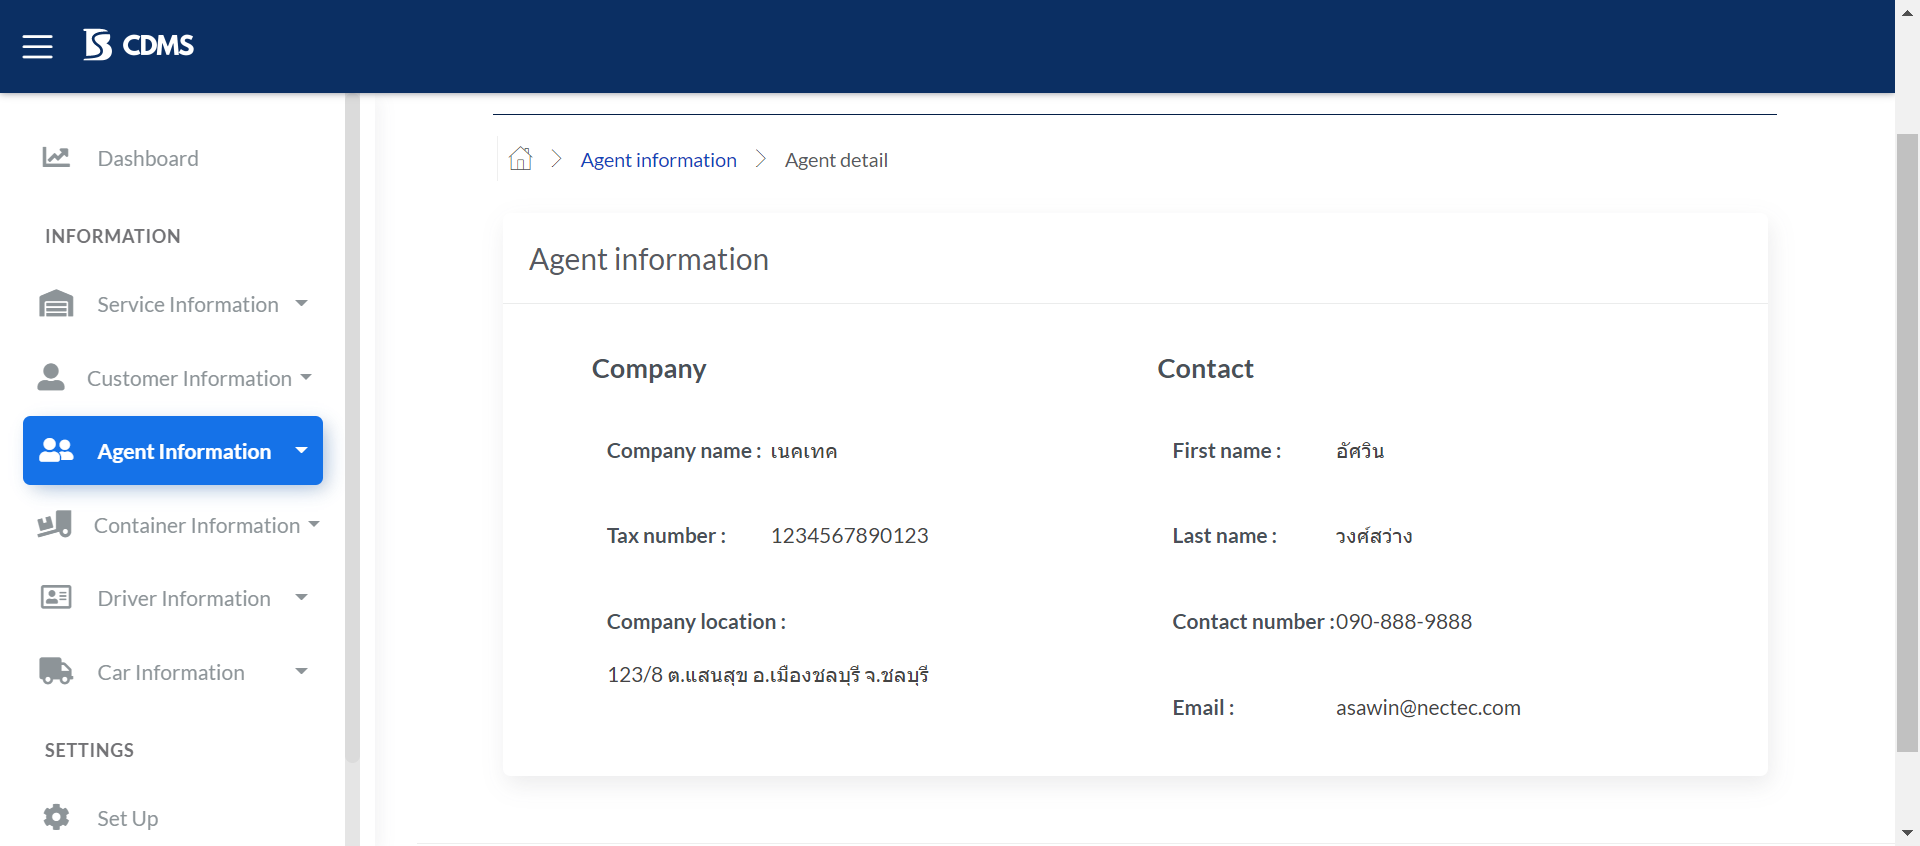 CDMS
Dashboard
INFORMATION
Service Information
Customer Information
Agent Information
Container Information
Driver Information
Car Information
SETTINGS
Set Up
Agent information
Agent detail
Agent information
Company
Company name : เนคเทค
Tax number : 1234567890123
Company location :
123/8 ต.แสนสุข อ.เมืองชลบุรี จ.ชลบุรี
Contact
First name : อัศวิน
Last name : วงศ์สว่าง
Contact number :090-888-9888
Email : asawin@nectec.com